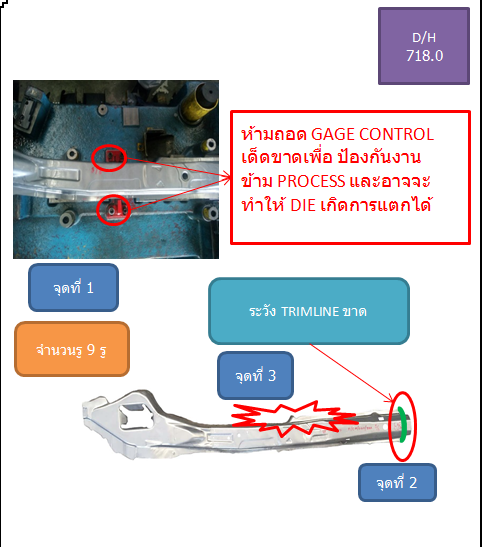 D/H
718.0
ห้ามถอด GAGE CONTROL
เด็ดขาดเพื่อ ป้องกันงาน
ข้าม PROCESS และอาจจะ
ทำให้ DIE เกิดการแตกได้
จุดที่ 1
ระวัง TRIMLINE ขาด
จำนวนรู 9 รู
จุดที่ 3
จุดที่ 2